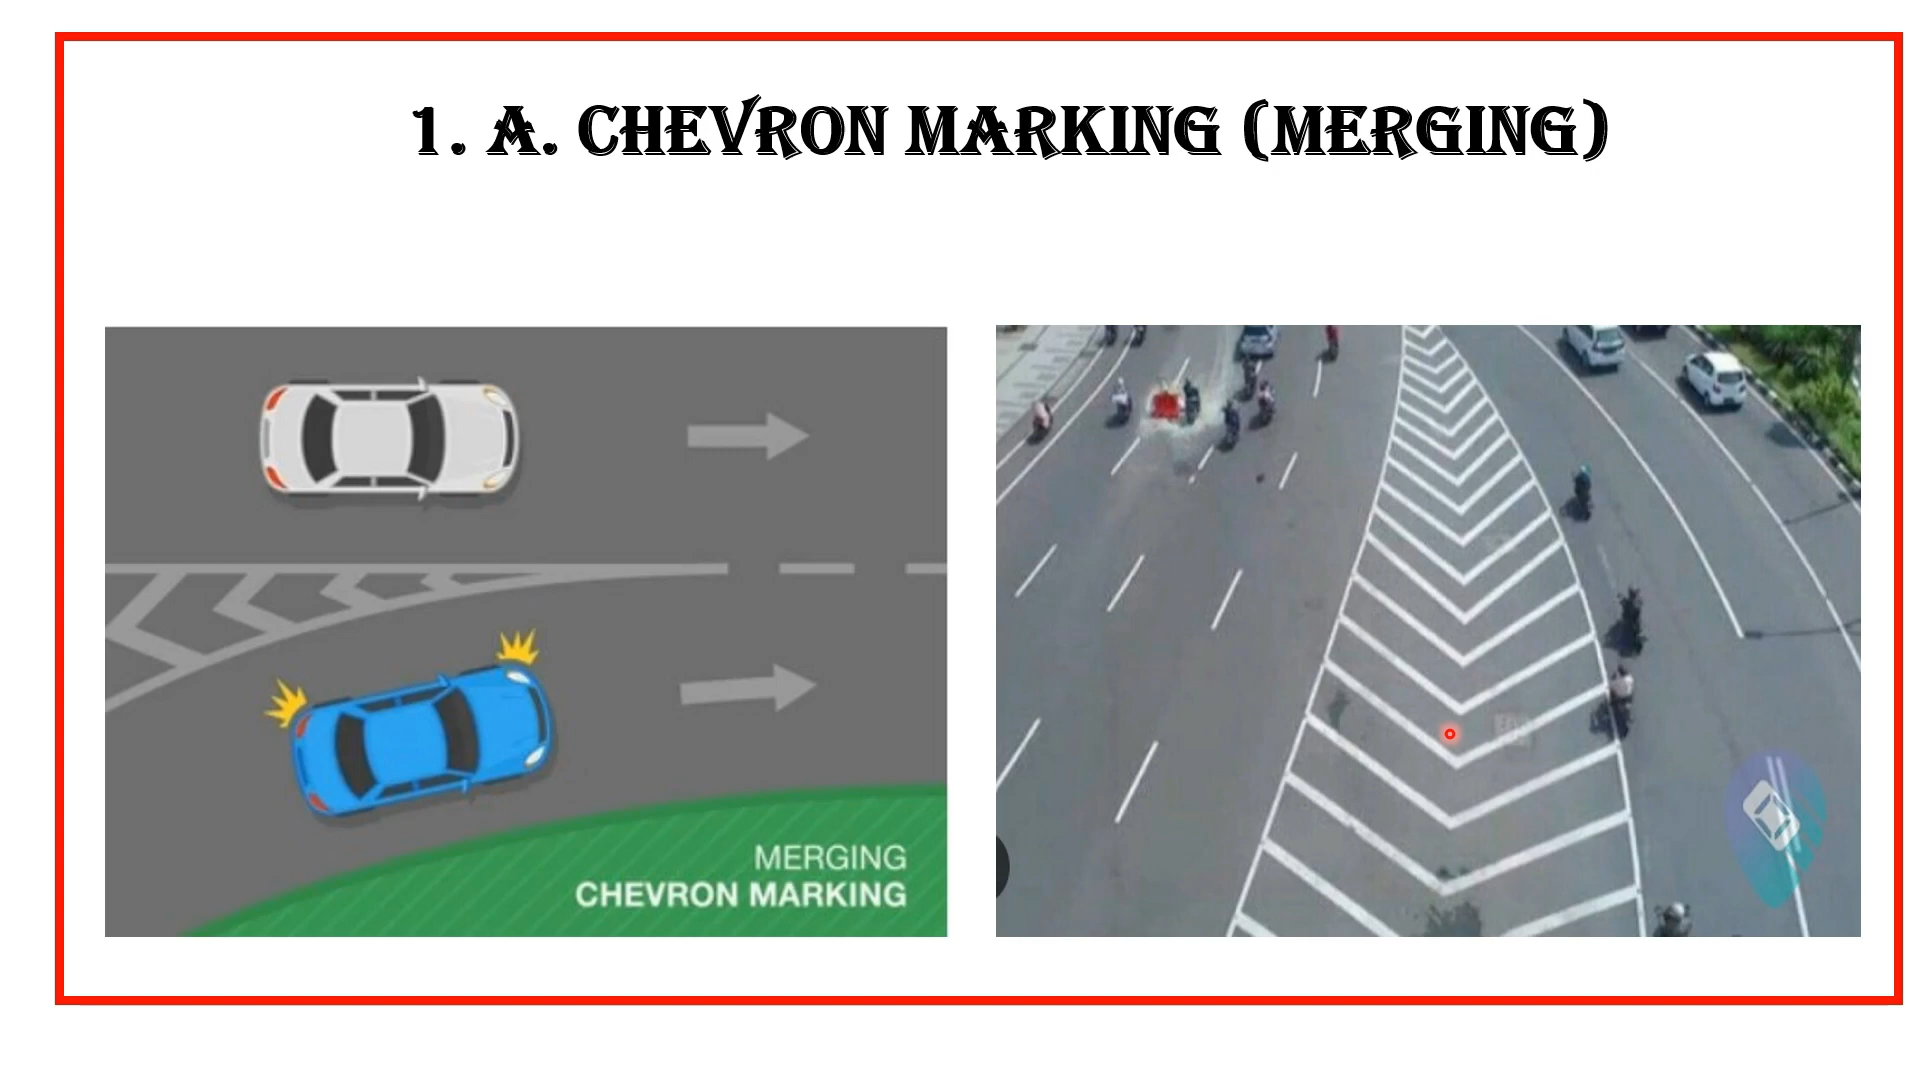 1. A. CHEVRON MARKING (MERGING)
MERGING
CHEVRON MARKING